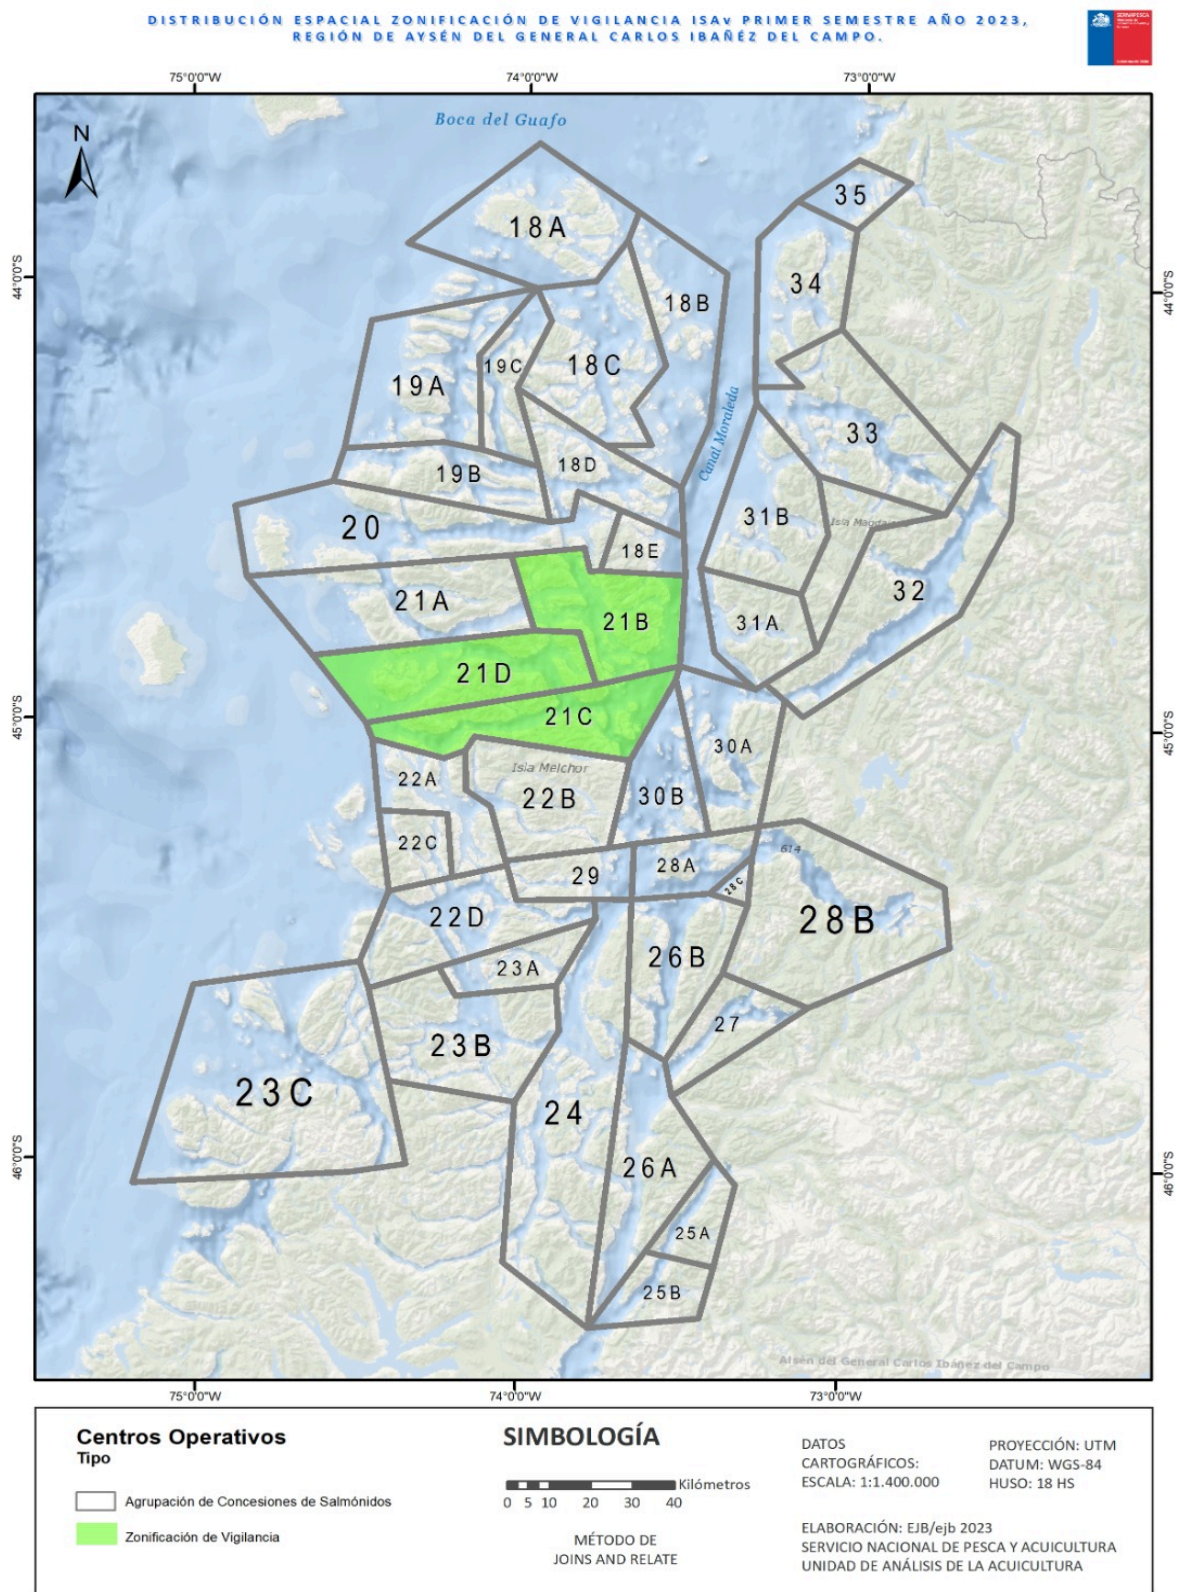 DISTRIBUCIÓN ESPACIAL ZONIFICACIÓN DE VIGILANCIA ISAv PRIMER SEMESTRE AÑO 2023,
REGIÓN DE AYSÉN DEL GENERAL CARLOS IBAÑÉZ DEL CAMPO.
SERNAPESCA
75°0'0"W 74°0'0"W 73°0'0"W
Boca del Guafo
N
35
18A
44°0'0"S
34
44°0'0"S
18B
19C
18C
19A
Canal Moraleda
33
18D
19B
31B
20
18E
32
21A
21B
31A
21D
45°0'0"S
21C
45°0'0"S
30A
Isla Melchor
22A
22B
30B
22C
614
28A
29
28C
22D
28B
26B
23A
27
23B
23C
24
46°0'0"S
26A
46°0'0"S
25A
25B
Aisén del General Carlos Ibáñez del Campo
75°0'0"W 74°0'0"W 73°0'0"W
Centros Operativos
Tipo
Agrupación de Concesiones de Salmónidos
Zonificación de Vigilancia
SIMBOLOGÍA
Kilómetros
0 5 10 20 30 40
MÉTODO DE
JOINS AND RELATE
DATOS
CARTOGRÁFICOS:
ESCALA: 1:1.400.000
PROYECCIÓN: UTM
DATUM: WGS-84
HUSO: 18 HS
ELABORACIÓN: EJB/ejb 2023
SERVICIO NACIONAL DE PESCA Y ACUICULTURA
UNIDAD DE ANÁLISIS DE LA ACUICULTURA